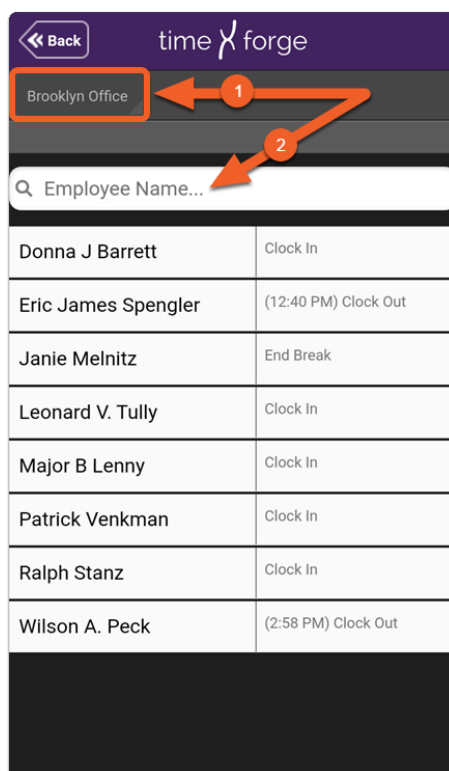 Back
time forge
Brooklyn Office
1
2
Employee Name...
Donna J Barrett Clock In
Eric James Spengler (12:40 PM) Clock Out
Janie Melnitz End Break
Leonard V. Tully Clock In
Major B Lenny Clock In
Patrick Venkman Clock In
Ralph Stanz Clock In
Wilson A. Peck (2:58 PM) Clock Out